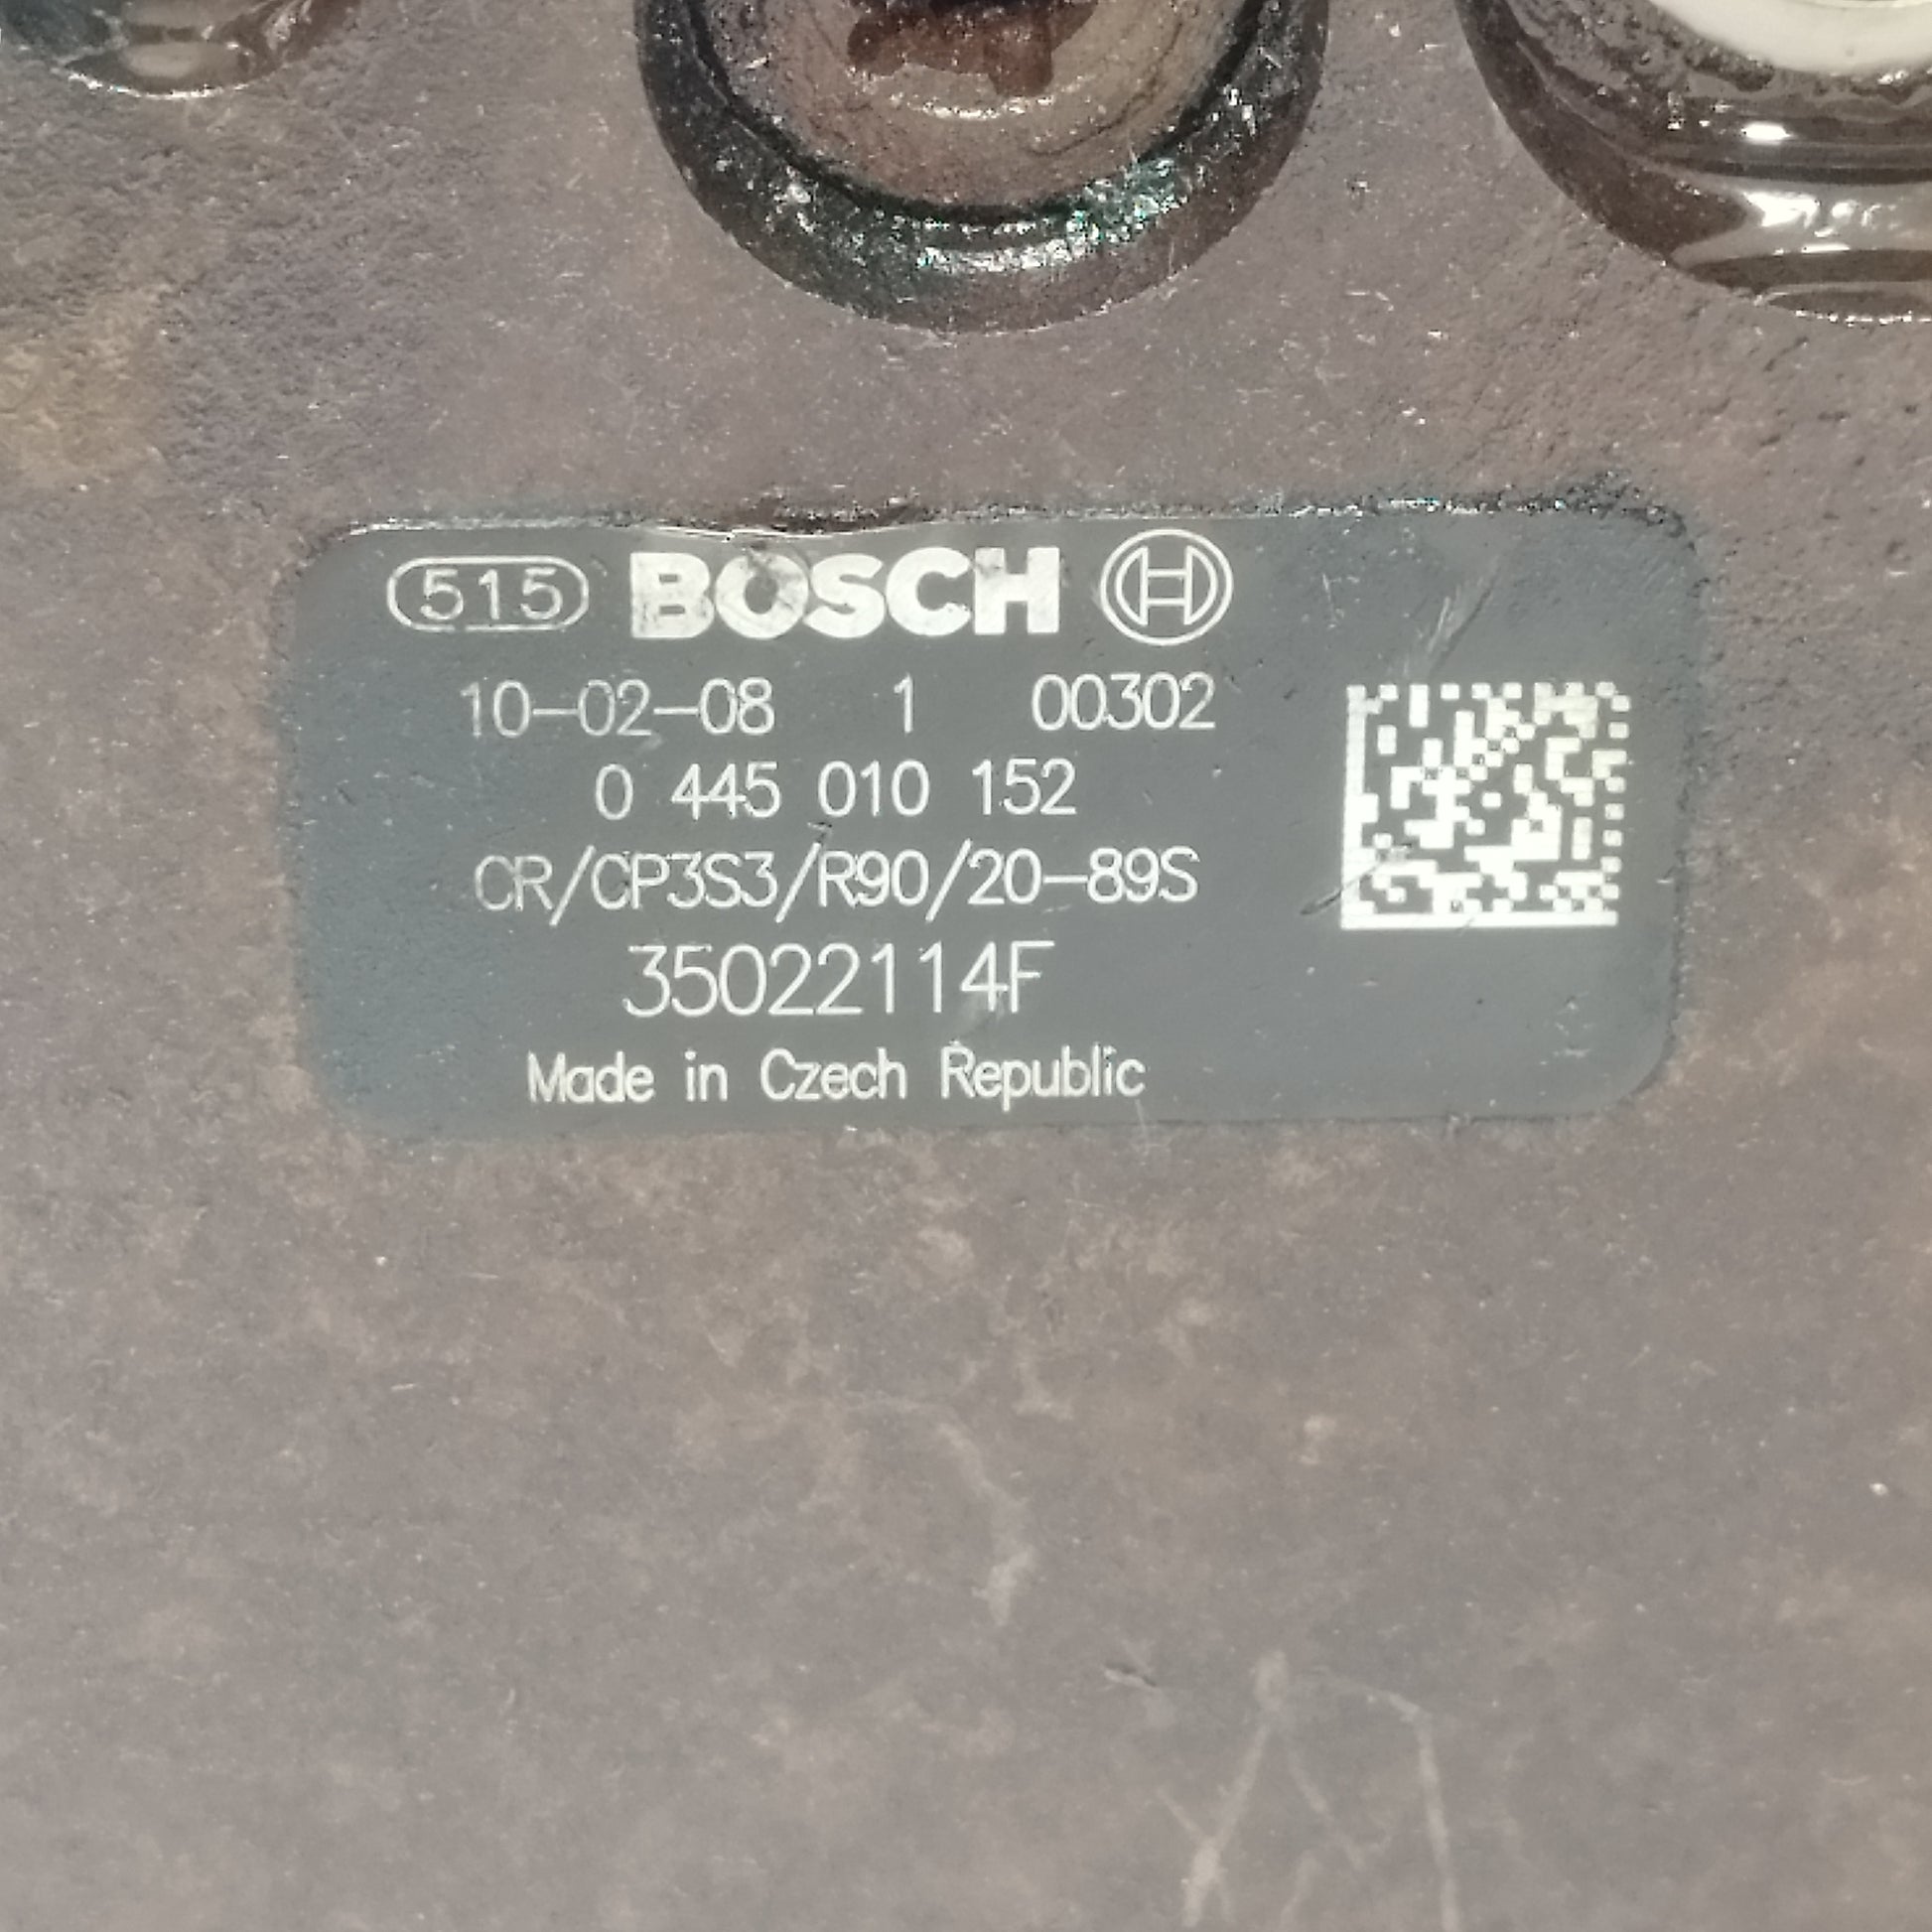 515 BOSCH
10-02-08 1 00302
0 445 010 152
CR/CP3S3/R90/20-89S
35022114F
Made in Czech Republic